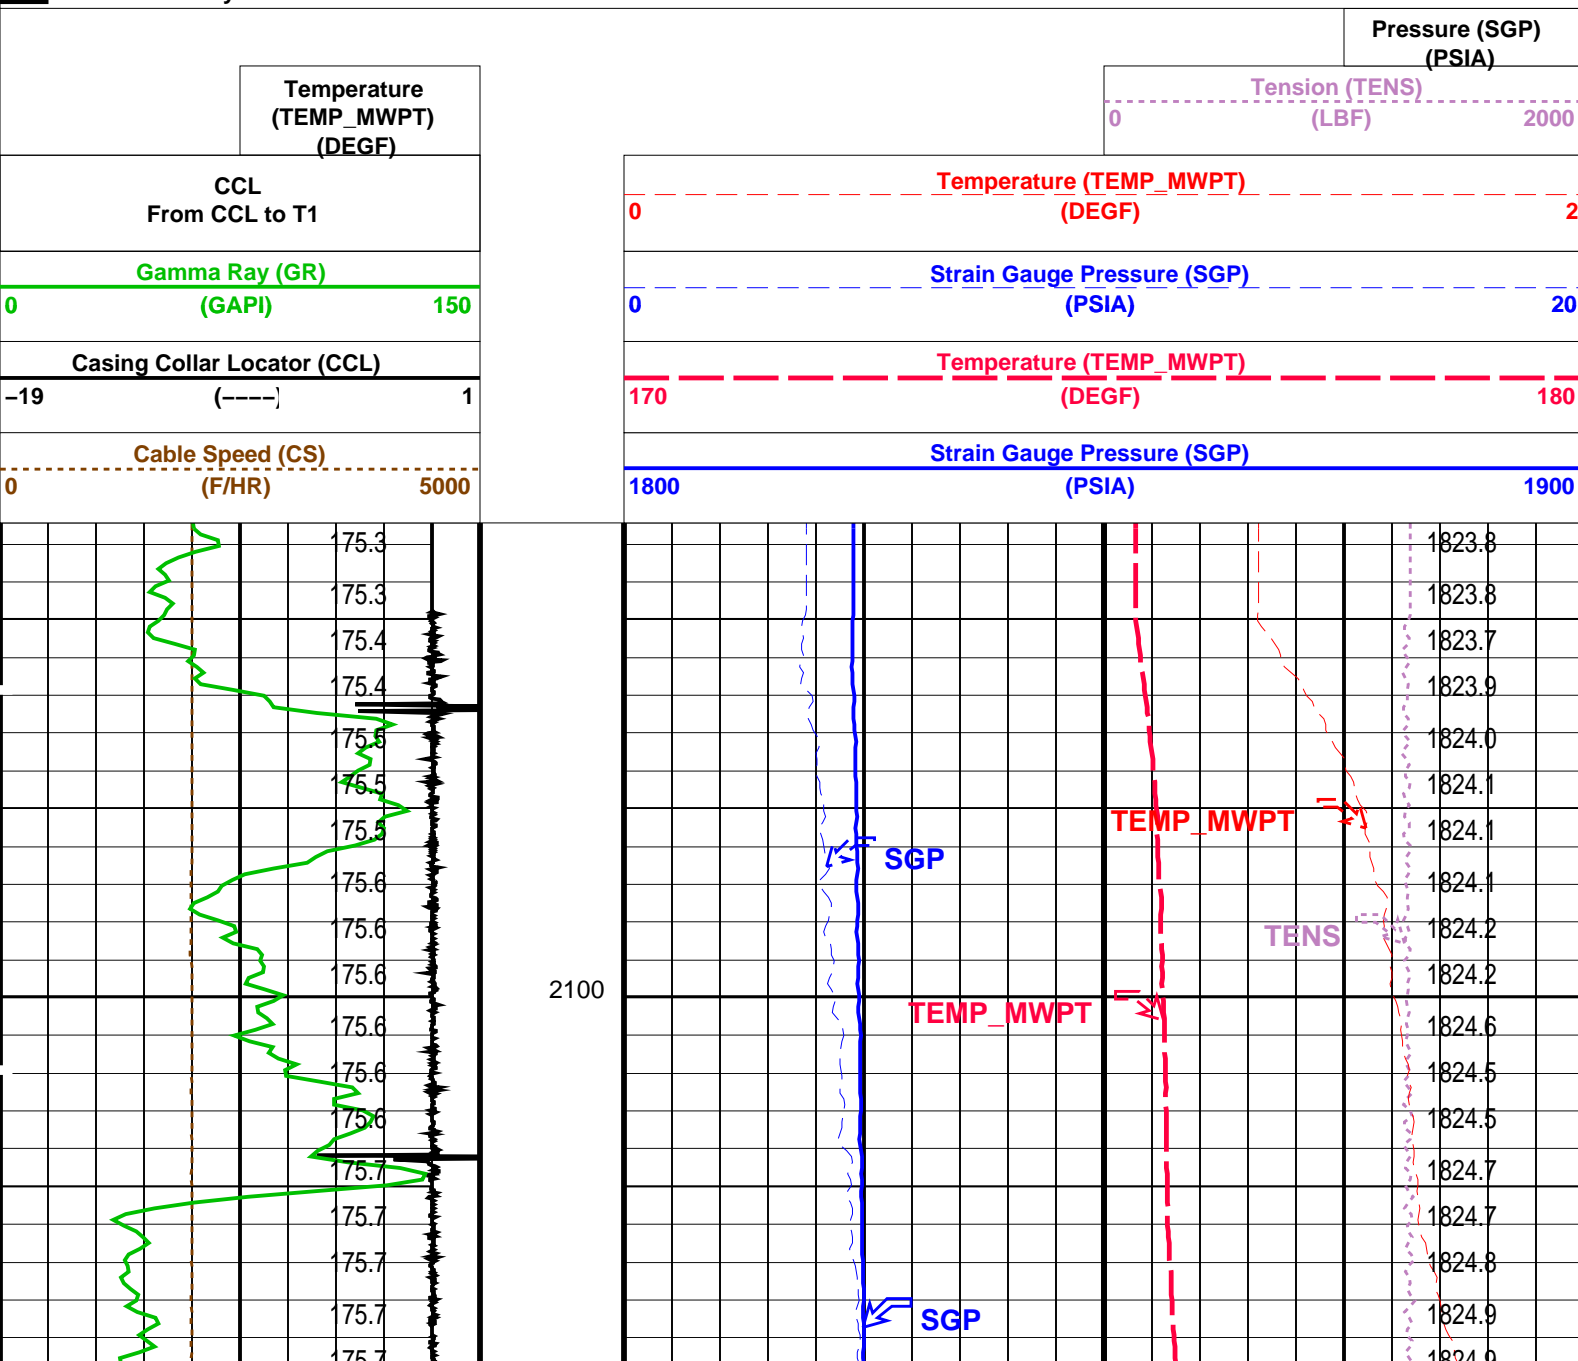 Pressure (SGP)
(PSIA)
Temperature
(TEMP_MWPT)
(DEGF)
Tension (TENS)
0 (LBF) 2000
CCL
From CCL to T1
Temperature (TEMP_MWPT)
0 (DEGF) 2
Gamma Ray (GR)
0 (GAPI) 150
Strain Gauge Pressure (SGP)
0 (PSIA) 20
Casing Collar Locator (CCL)
−19 (−−−−) 1
Temperature (TEMP_MWPT)
170 (DEGF) 180
Cable Speed (CS)
0 (F/HR) 5000
Strain Gauge Pressure (SGP)
1800 (PSIA) 1900
175.3 1823.8
175.3 1823.8
175.4 1823.7
175.4 1823.9
175.5 1824.0
175.5 1824.1
TEMP_MWPT
175.5 1824.1
SGP
175.6 1824.1
175.6 1824.2
TENS
175.6 1824.2
2100
TEMP_MWPT
175.6 1824.6
175.6 1824.5
175.6 1824.5
175.7 1824.7
175.7 1824.7
175.7 1824.8
175.7 1824.9
SGP
175.7 1824.9